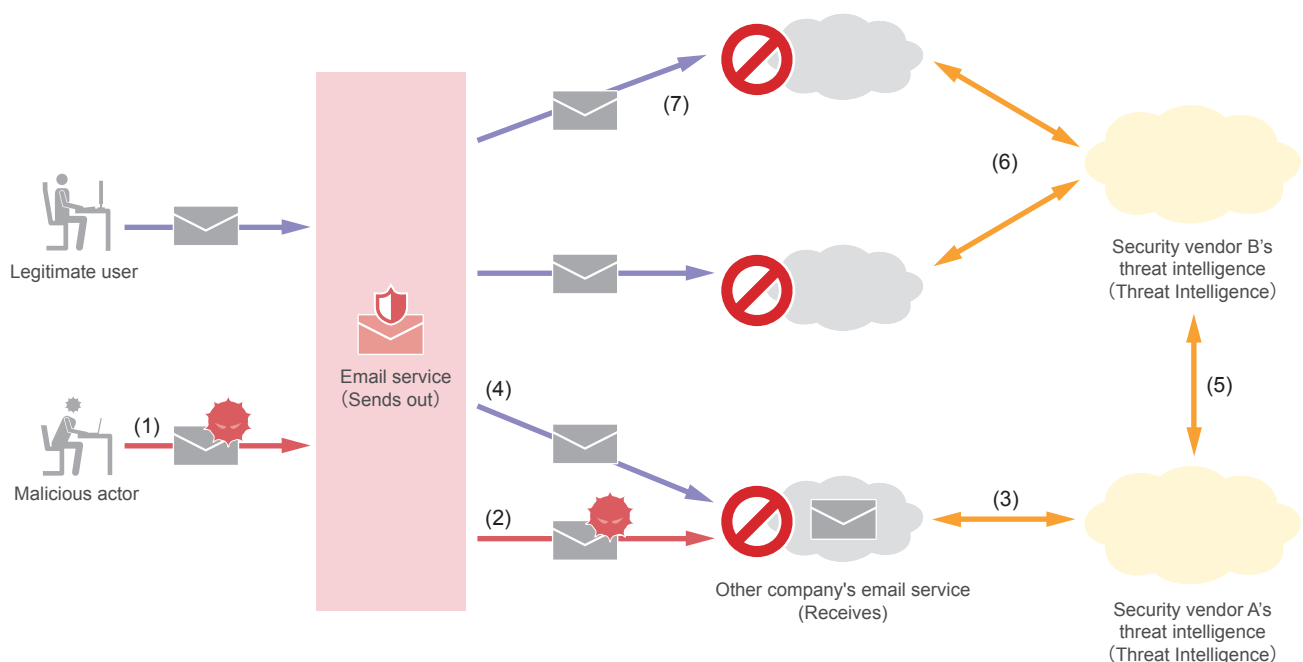 (7)
(6)
Legitimate user
Security vendor B's
threat intelligence
(Threat Intelligence)
Email service
(Sends out)
(4)
(5)
(1)
Malicious actor
(2)
(3)
Other company's email service
(Receives)
Security vendor A's
threat intelligence
(Threat Intelligence)